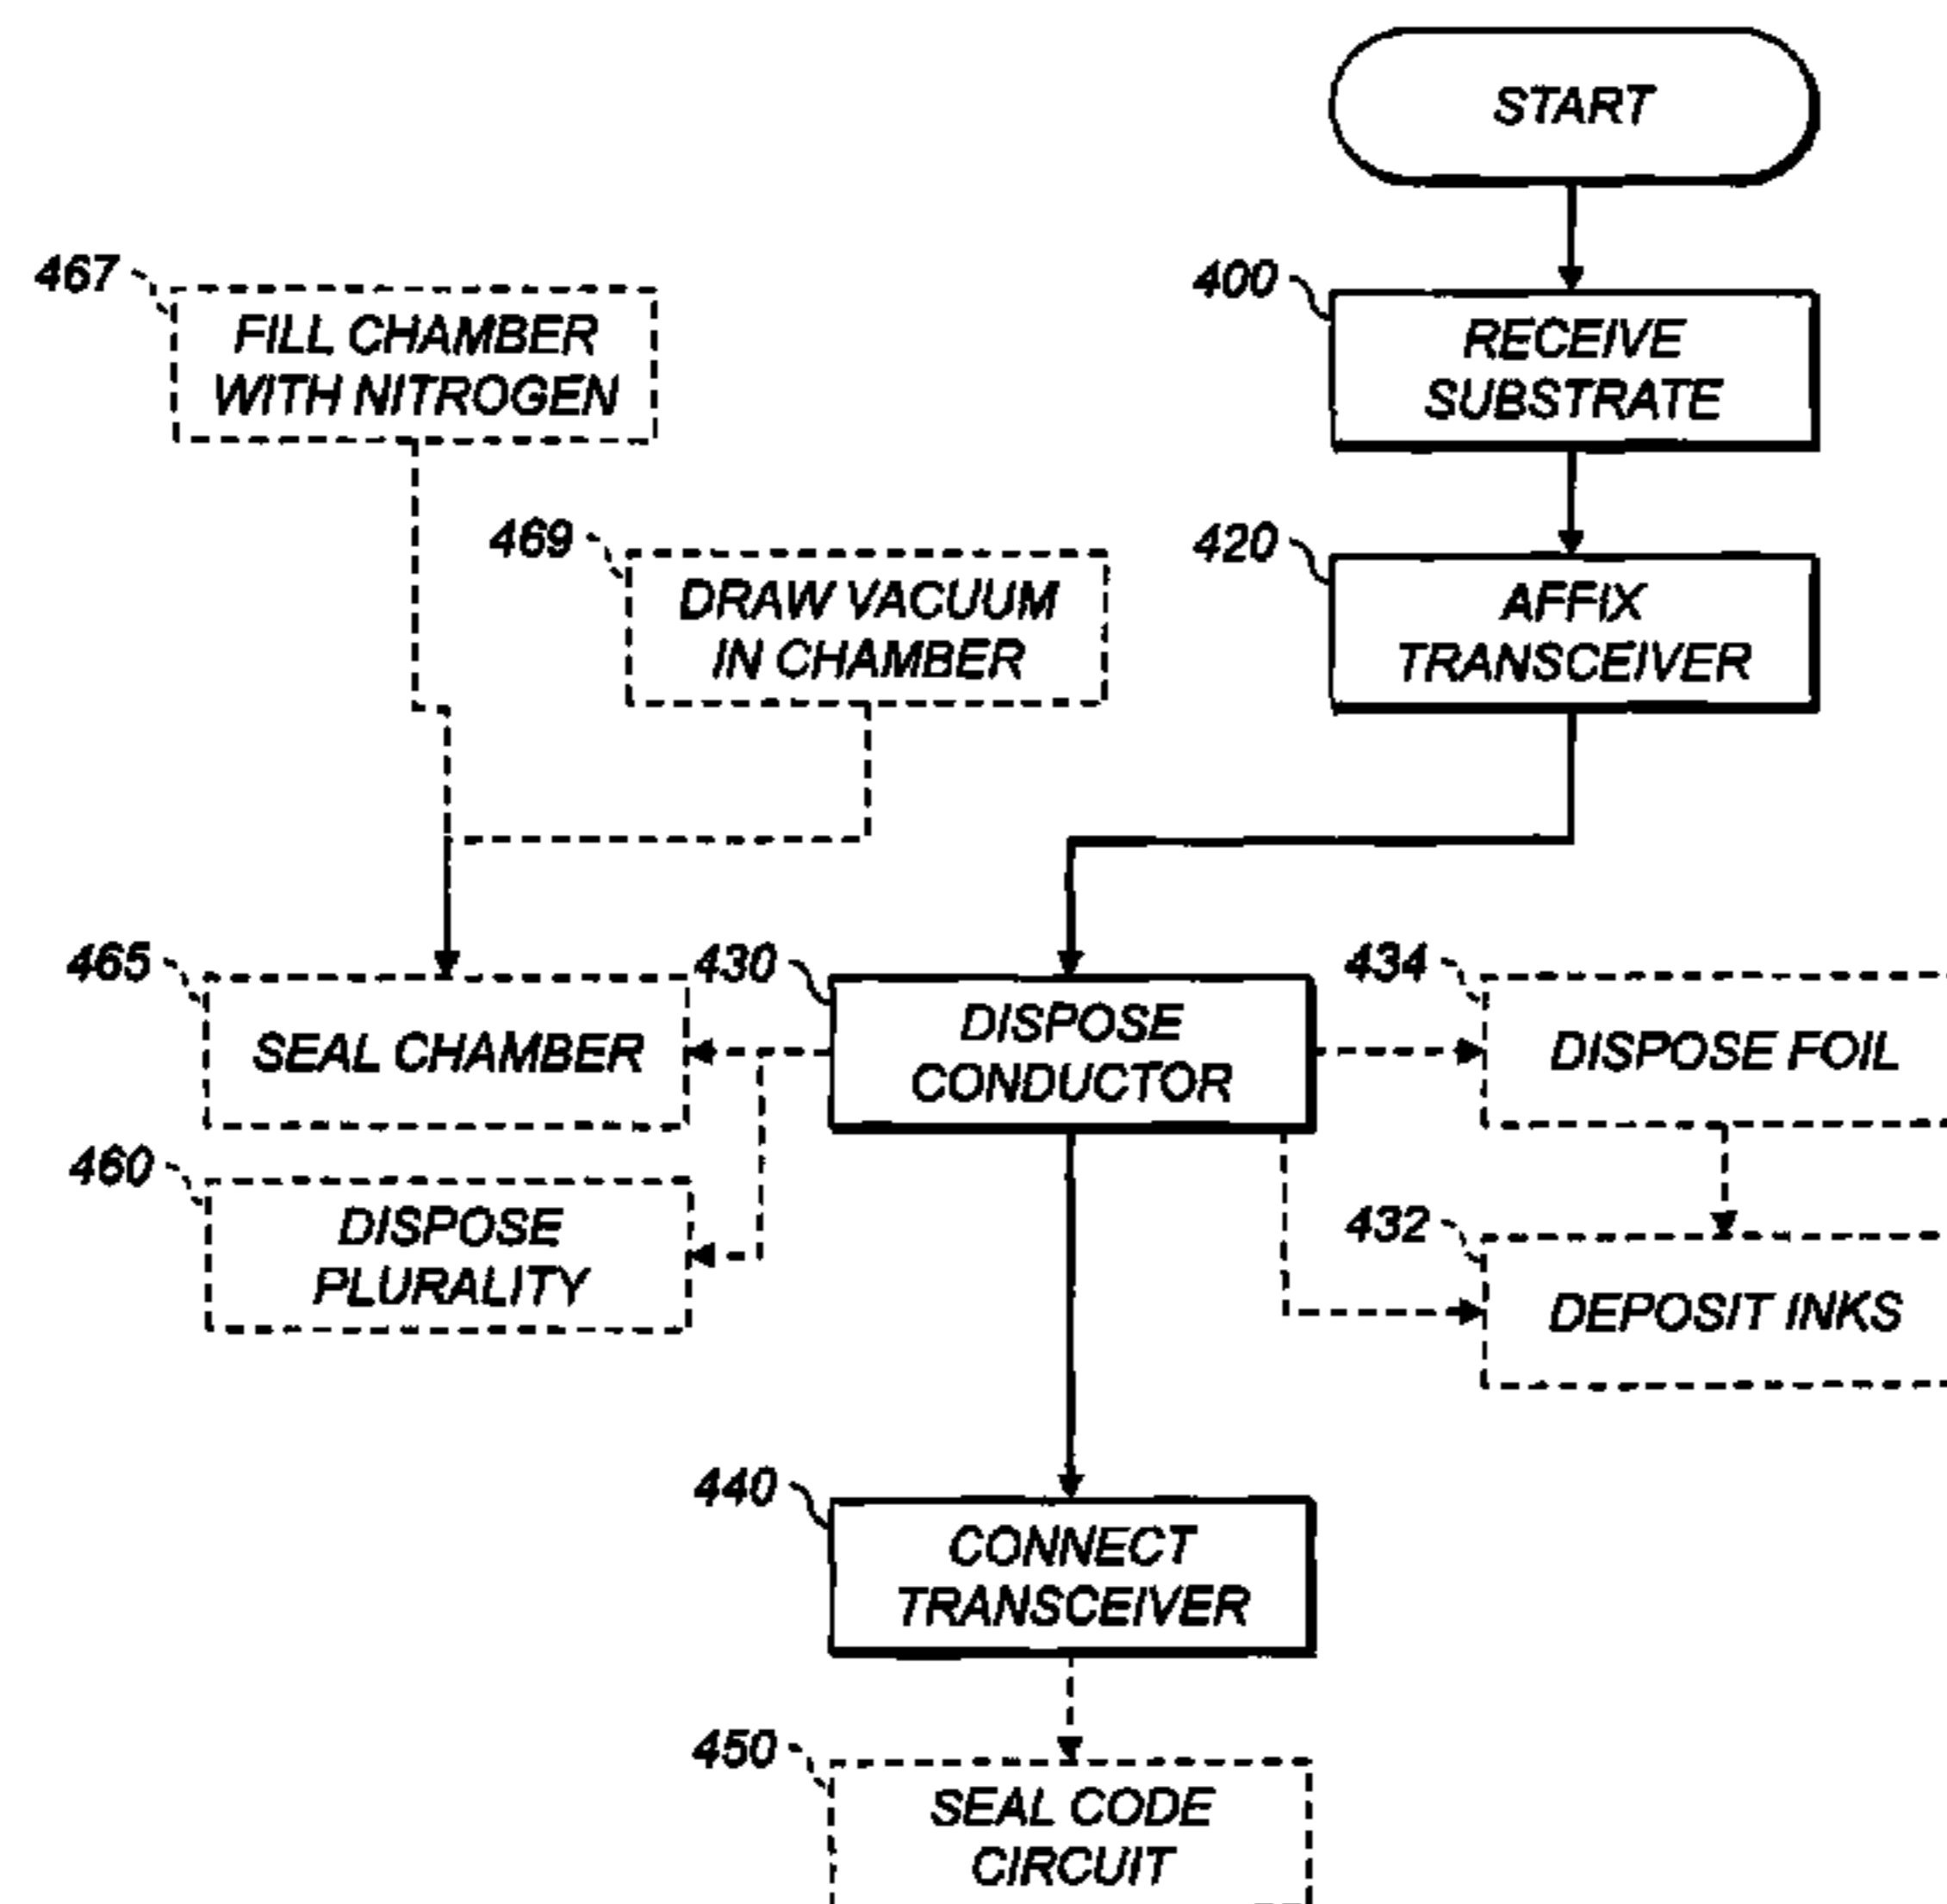 START
400
RECEIVE
SUBSTRATE
467
FILL CHAMBER
WITH NITROGEN
469
DRAW VACUUM
IN CHAMBER
420
AFFIX
TRANSCEIVER
465
SEAL CHAMBER
430
DISPOSE
CONDUCTOR
434
DISPOSE FOIL
460
DISPOSE
PLURALITY
432
DEPOSIT INKS
440
CONNECT
TRANSCEIVER
450
SEAL CODE
CIRCUIT